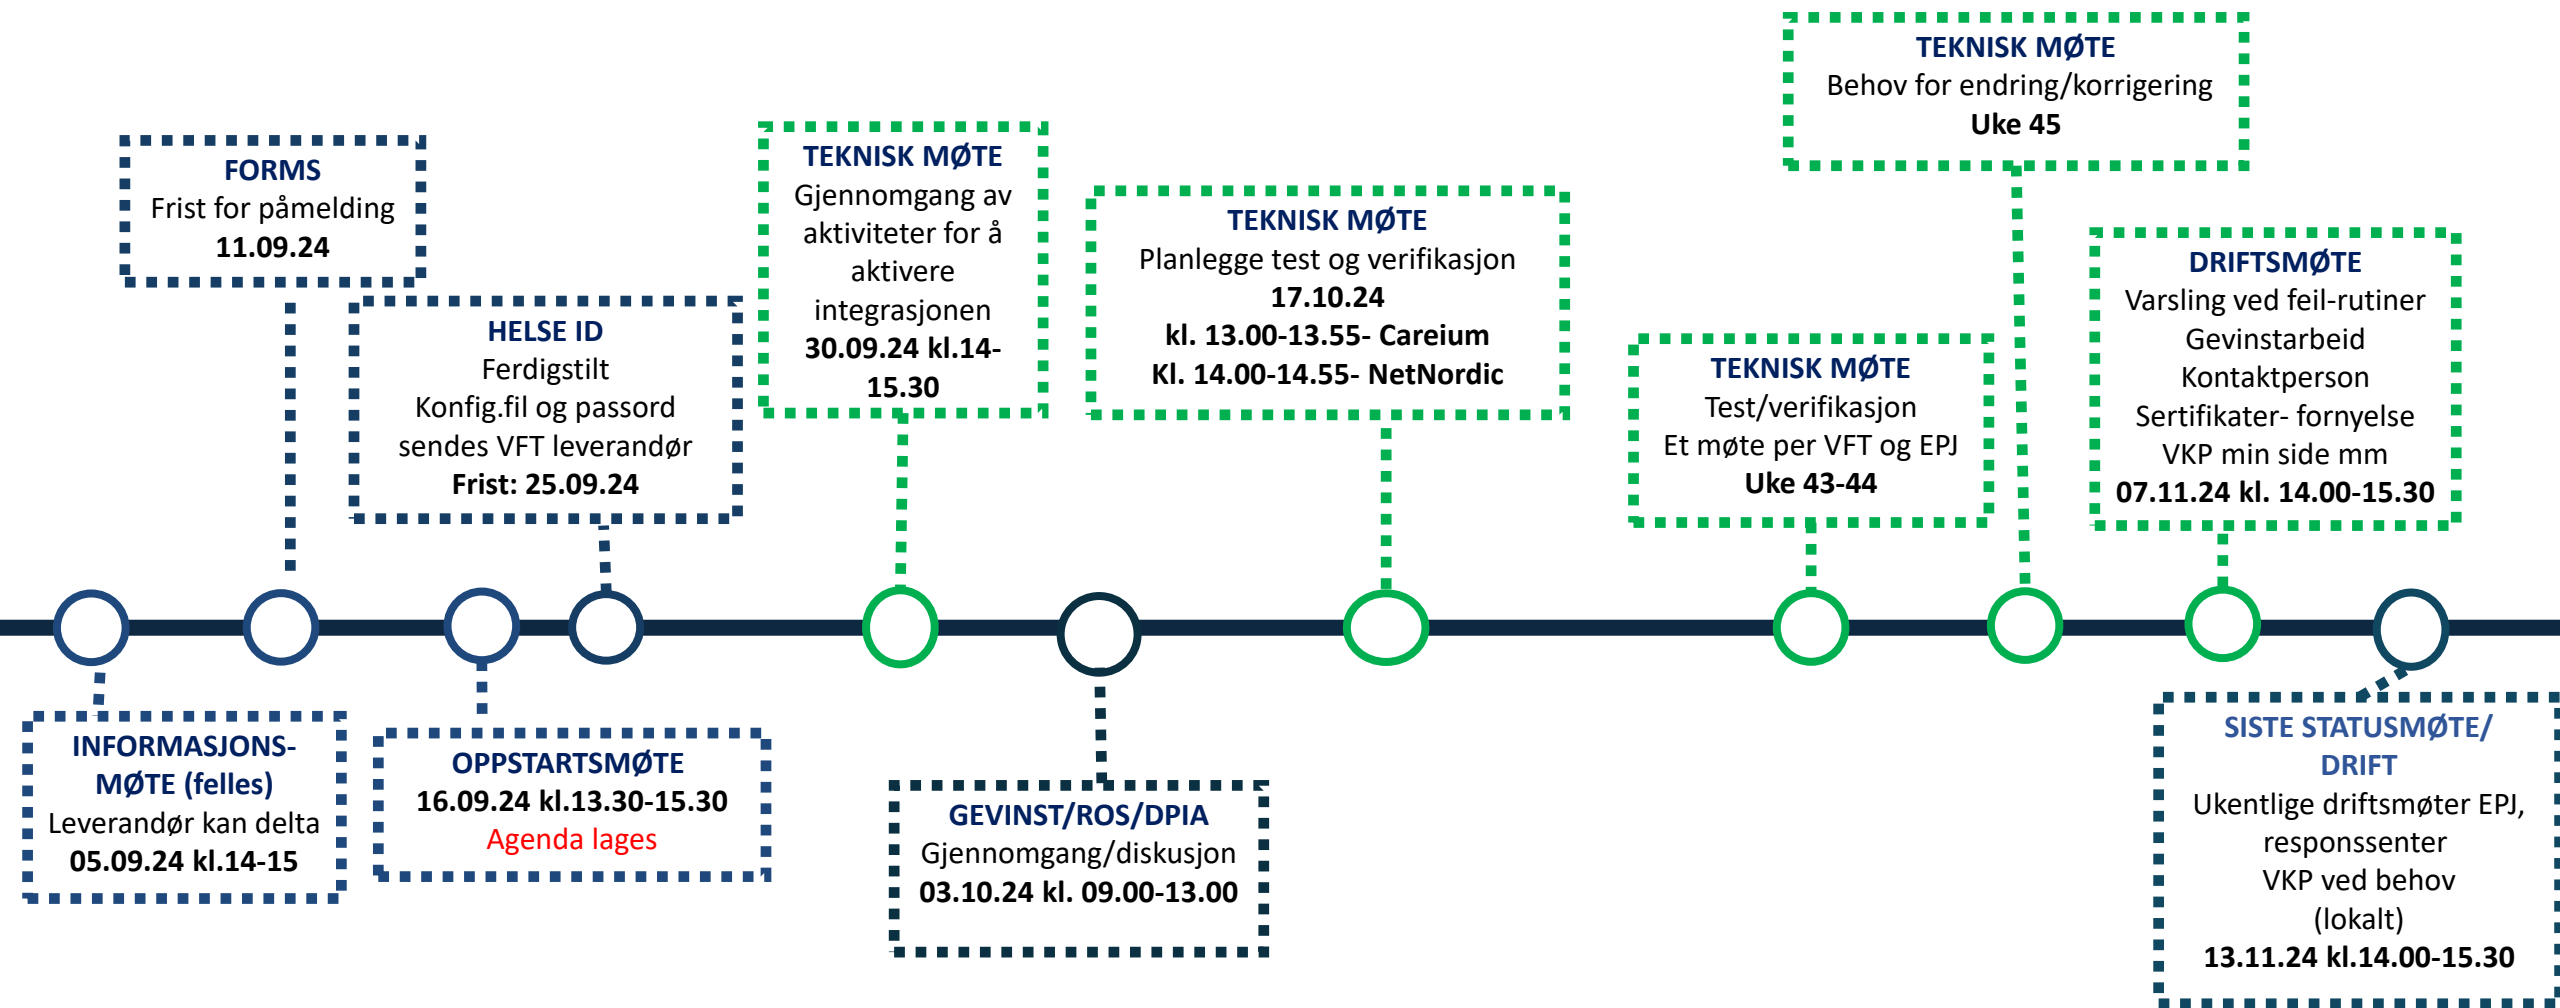 TEKNISK MØTE
Behov for endring/korrigering
Uke 45
FORMS
Frist for påmelding
11.09.24
HELSE ID
Ferdigstilt
Konfig.fil og passord
sendes VFT leverandør
Frist: 25.09.24
TEKNISK MØTE
Gjennomgang av
aktiviteter for å
aktivere
integrasjonen
30.09.24 kl.14-
15.30
TEKNISK MØTE
Planlegge test og verifikasjon
17.10.24
kl. 13.00-13.55- Careium
Kl. 14.00-14.55- NetNordic
TEKNISK MØTE
Test/verifikasjon
Et møte per VFT og EPJ
Uke 43-44
DRIFTSMØTE
Varsling ved feil-rutiner
Gevinstarbeid
Kontaktperson
Sertifikater- fornyelse
VKP min side mm
07.11.24 kl. 14.00-15.30
INFORMASJONS-
MØTE (felles)
Leverandør kan delta
05.09.24 kl.14-15
OPPSTARTSMØTE
16.09.24 kl.13.30-15.30
Agenda lages
GEVINST/ROS/DPIA
Gjennomgang/diskusjon
03.10.24 kl. 09.00-13.00
SISTE STATUSMØTE/
DRIFT
Ukentlige driftsmøter EPJ,
responssenter
VKP ved behov
(lokalt)
13.11.24 kl.14.00-15.30